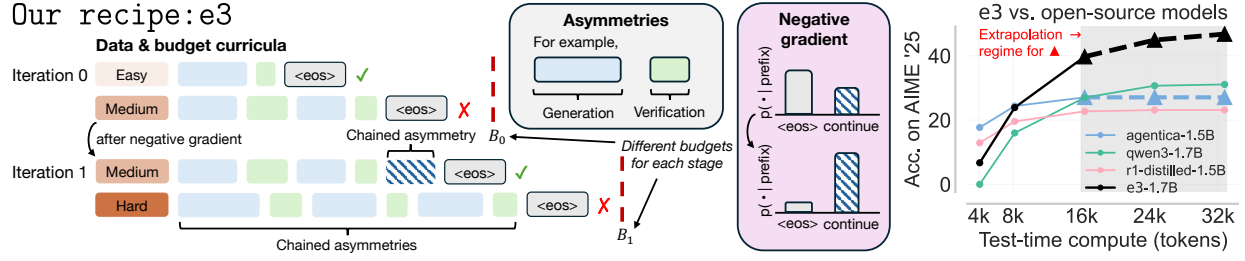 Our recipe:e3
Data & budget curricula
Iteration 0
Easy
<eos>
✓
Medium
<eos>
✗
after negative gradient
Chained asymmetry
B₀
Iteration 1
Medium
<eos>
✓
Hard
<eos>
✗
B₁
Chained asymmetries
Different budgets
for each stage
Asymmetries
For example,
Generation
Verification
Negative
gradient
p( • | prefix)
<eos>
continue
p( • | prefix)
<eos>
continue
e3 vs. open-source models
Extrapolation →
regime for ▲
Acc. on AIME '25
40
20
0
agentica-1.5B
qwen3-1.7B
r1-distilled-1.5B
e3-1.7B
4k 8k 16k 24k 32k
Test-time compute (tokens)